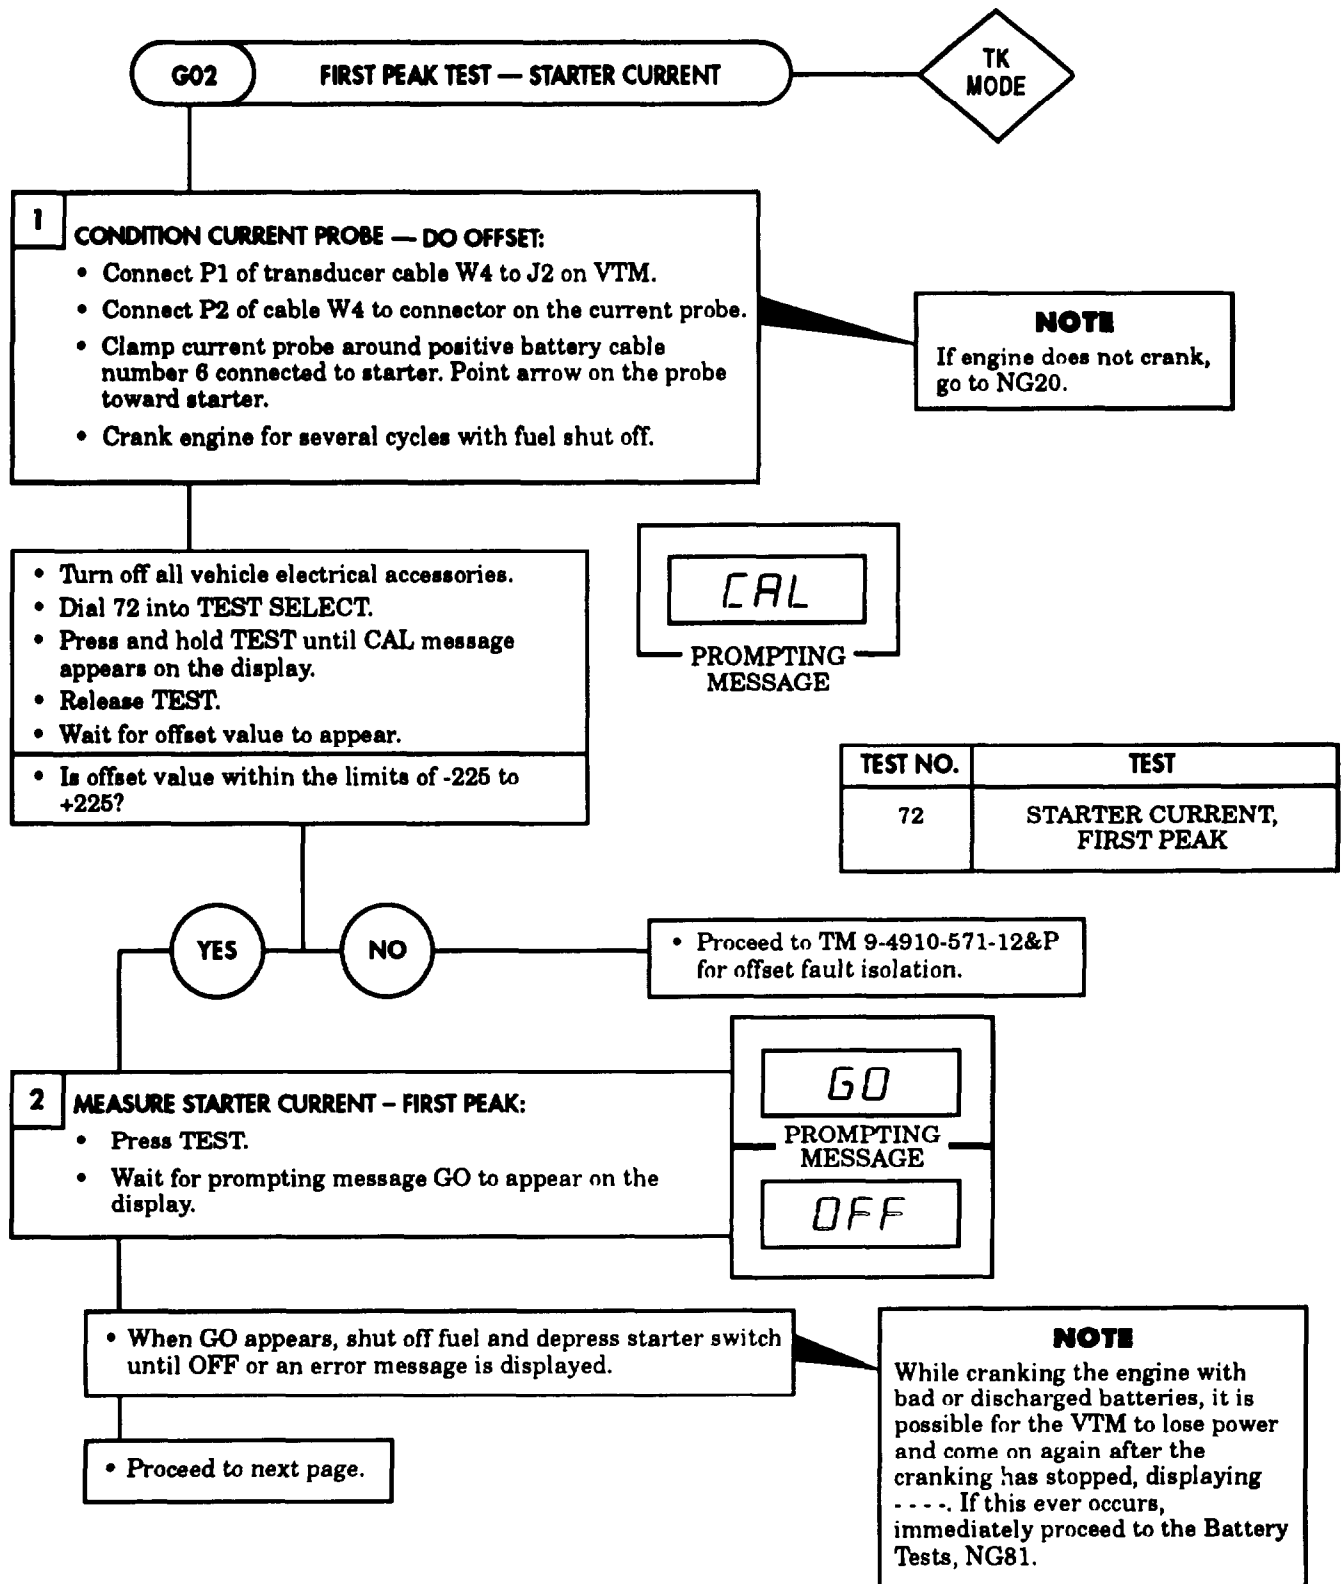 G02
FIRST PEAK TEST — STARTER CURRENT
TK
MODE
1
CONDITION CURRENT PROBE — DO OFFSET:
• Connect P1 of transducer cable W4 to J2 on VTM.
• Connect P2 of cable W4 to connector on the current probe.
• Clamp current probe around positive battery cable
number 6 connected to starter. Point arrow on the probe
toward starter.
• Crank engine for several cycles with fuel shut off.
NOTE
If engine does not crank,
go to NG20.
• Turn off all vehicle electrical accessories.
• Dial 72 into TEST SELECT.
• Press and hold TEST until CAL message
appears on the display.
• Release TEST.
• Wait for offset value to appear.
• Is offset value within the limits of -225 to
+225?
CAL
PROMPTING
MESSAGE
TEST NO. TEST
72 STARTER CURRENT,
FIRST PEAK
YES
NO
• Proceed to TM 9-4910-571-12&P
for offset fault isolation.
2
MEASURE STARTER CURRENT – FIRST PEAK:
• Press TEST.
• Wait for prompting message GO to appear on the
display.
GO
PROMPTING
MESSAGE
OFF
• When GO appears, shut off fuel and depress starter switch
until OFF or an error message is displayed.
• Proceed to next page.
NOTE
While cranking the engine with
bad or discharged batteries, it is
possible for the VTM to lose power
and come on again after the
cranking has stopped, displaying
- - - -. If this ever occurs,
immediately proceed to the Battery
Tests, NG81.